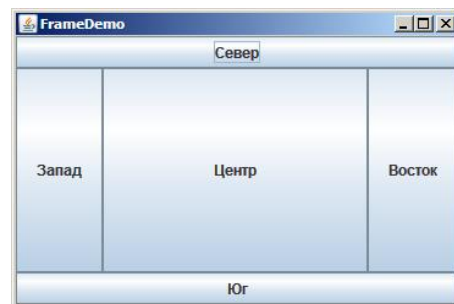 FrameDemo
Север
Запад
Центр
Восток
Юг